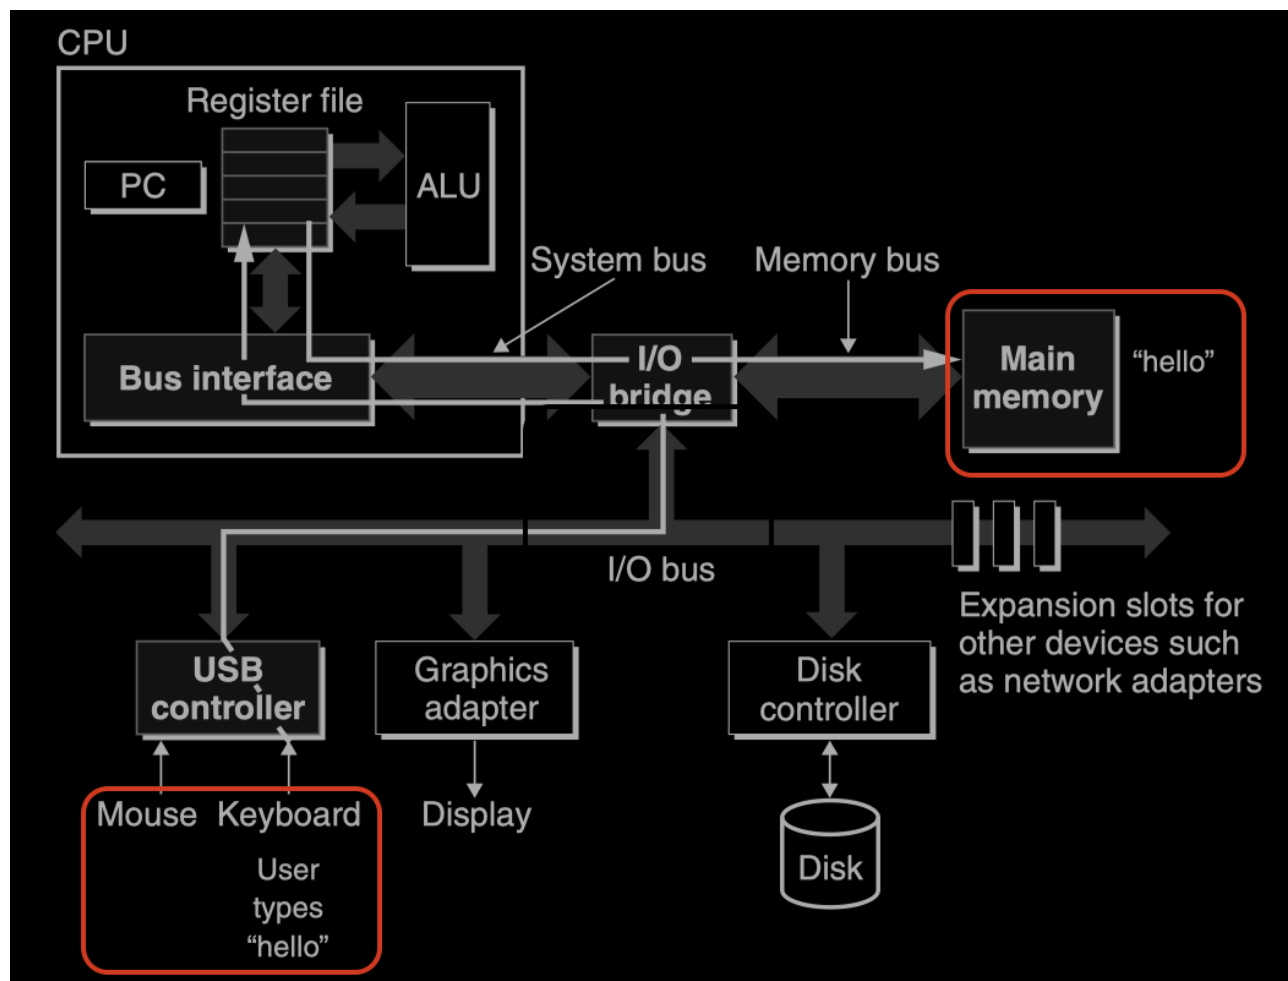 CPU
Register file
PC
ALU
System bus
Memory bus
Bus interface
I/O
bridge
Main
memory
“hello”
I/O bus
Expansion slots for
other devices such
as network adapters
USB
controller
Graphics
adapter
Disk
controller
Mouse
Keyboard
Display
Disk
User
types
“hello”